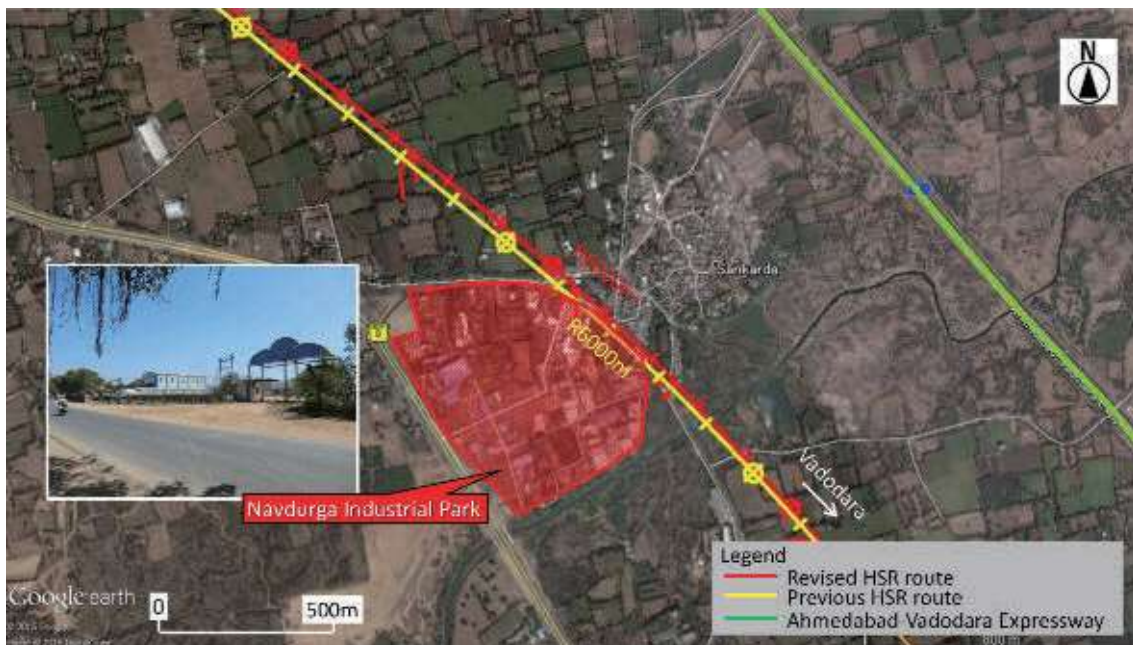 N
Sankarda
R6000m
Vadodara
Navdurga Industrial Park
Legend
Revised HSR route
Previous HSR route
Ahmedabad-Vadodara Expressway
Google earth
0
500m